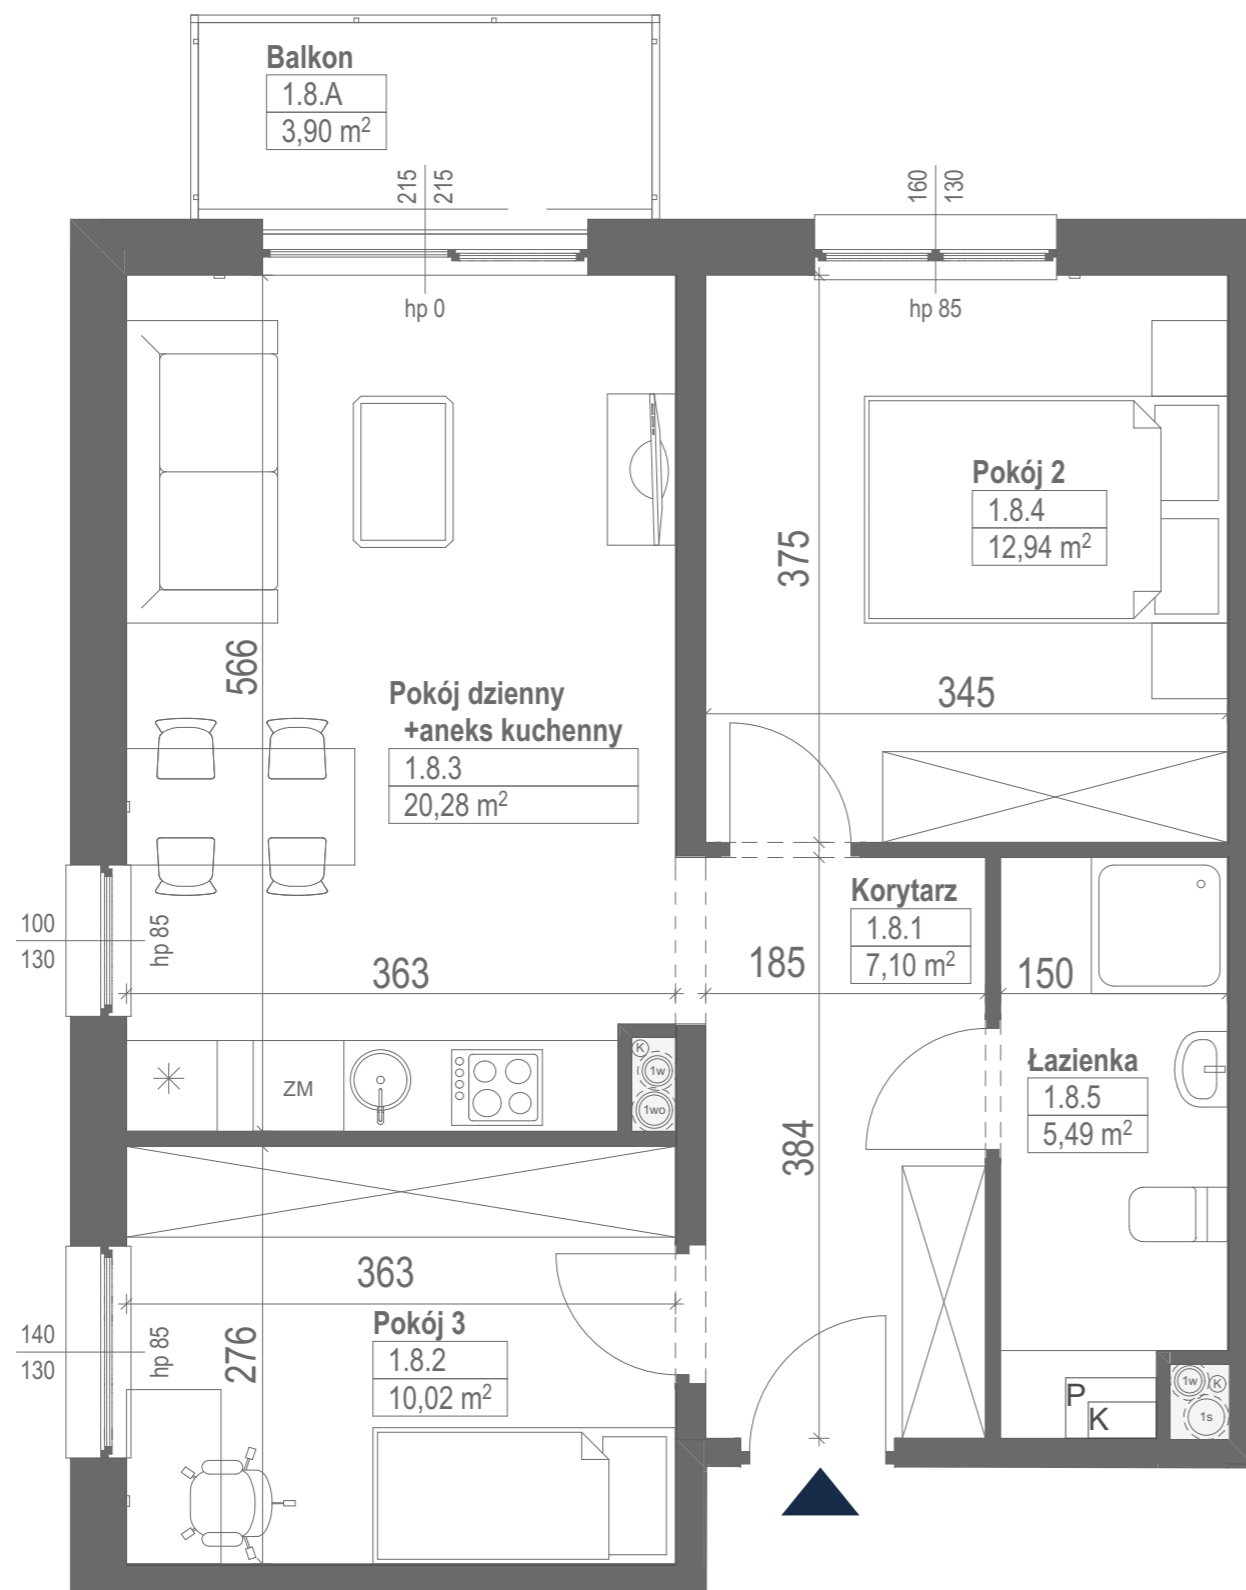 Balkon
1.8.A
3,90 m²
215
215
160
130
hp 0
hp 85
Pokój 2
1.8.4
12,94 m²
375
345
566
Pokój dzienny
+aneks kuchenny
1.8.3
20,28 m²
100
130
hp 85
363
185
Korytarz
1.8.1
7,10 m²
150
ZM
K
1w
1wo
384
Łazienka
1.8.5
5,49 m²
363
Pokój 3
1.8.2
10,02 m²
276
140
130
hp 85
P
K
1w
K
1s